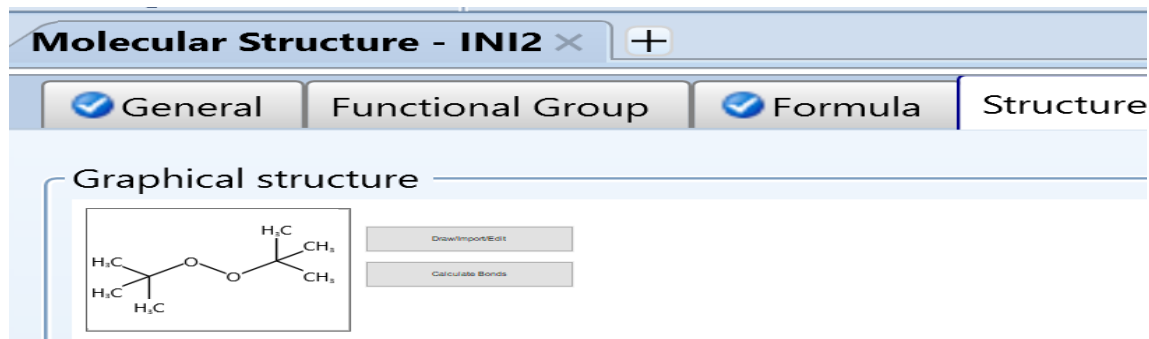 Molecular Structure - INI2 × +
General Functional Group Formula Structure
Graphical structure
H₃C
CH₃
Draw/Import/Edit
H₃C
O
O
CH₃
Calculate Bonds
H₃C
H₃C